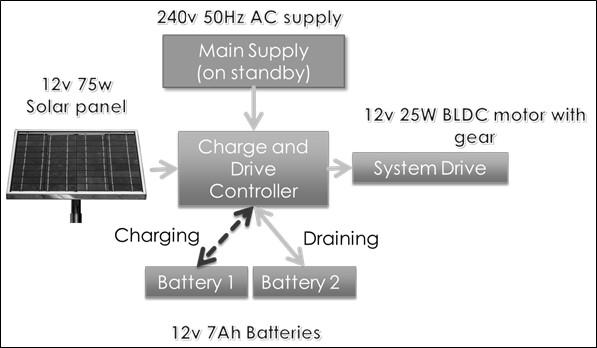 240v 50Hz AC supply
Main Supply
(on standby)
12v 75w
Solar panel
12v 25W BLDC motor with
gear
Charge and
Drive
Controller
System Drive
Charging
Draining
Battery 1
Battery 2
12v 7Ah Batteries